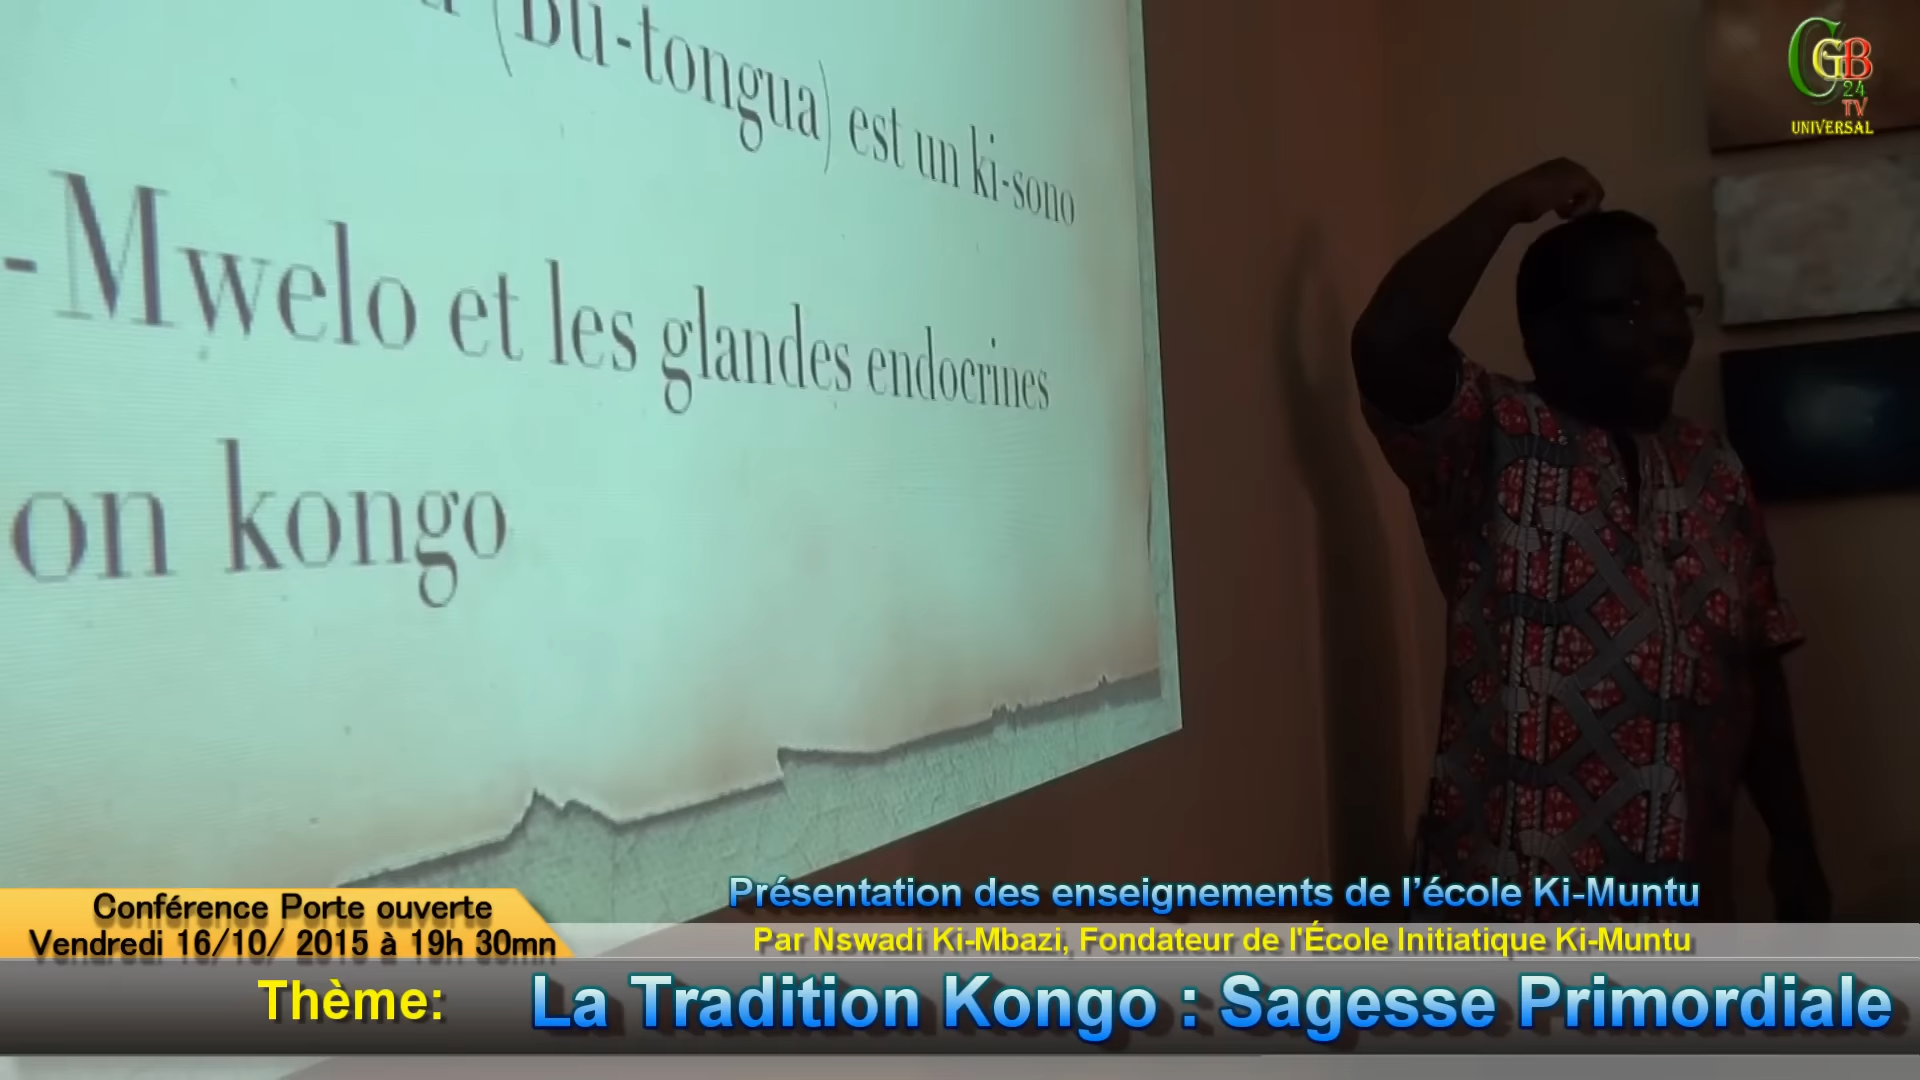 (Bu-tongua) est un ki-sono
-Mwelo et les glandes endocrines
on kongo
CGB
24
TV
UNIVERSAL
Conférence Porte ouverte
Vendredi 16/10/ 2015 à 19h 30mn
Présentation des enseignements de l’école Ki-Muntu
Par Nswadi Ki-Mbazi, Fondateur de l'École Initiatique Ki-Muntu
Thème: La Tradition Kongo : Sagesse Primordiale